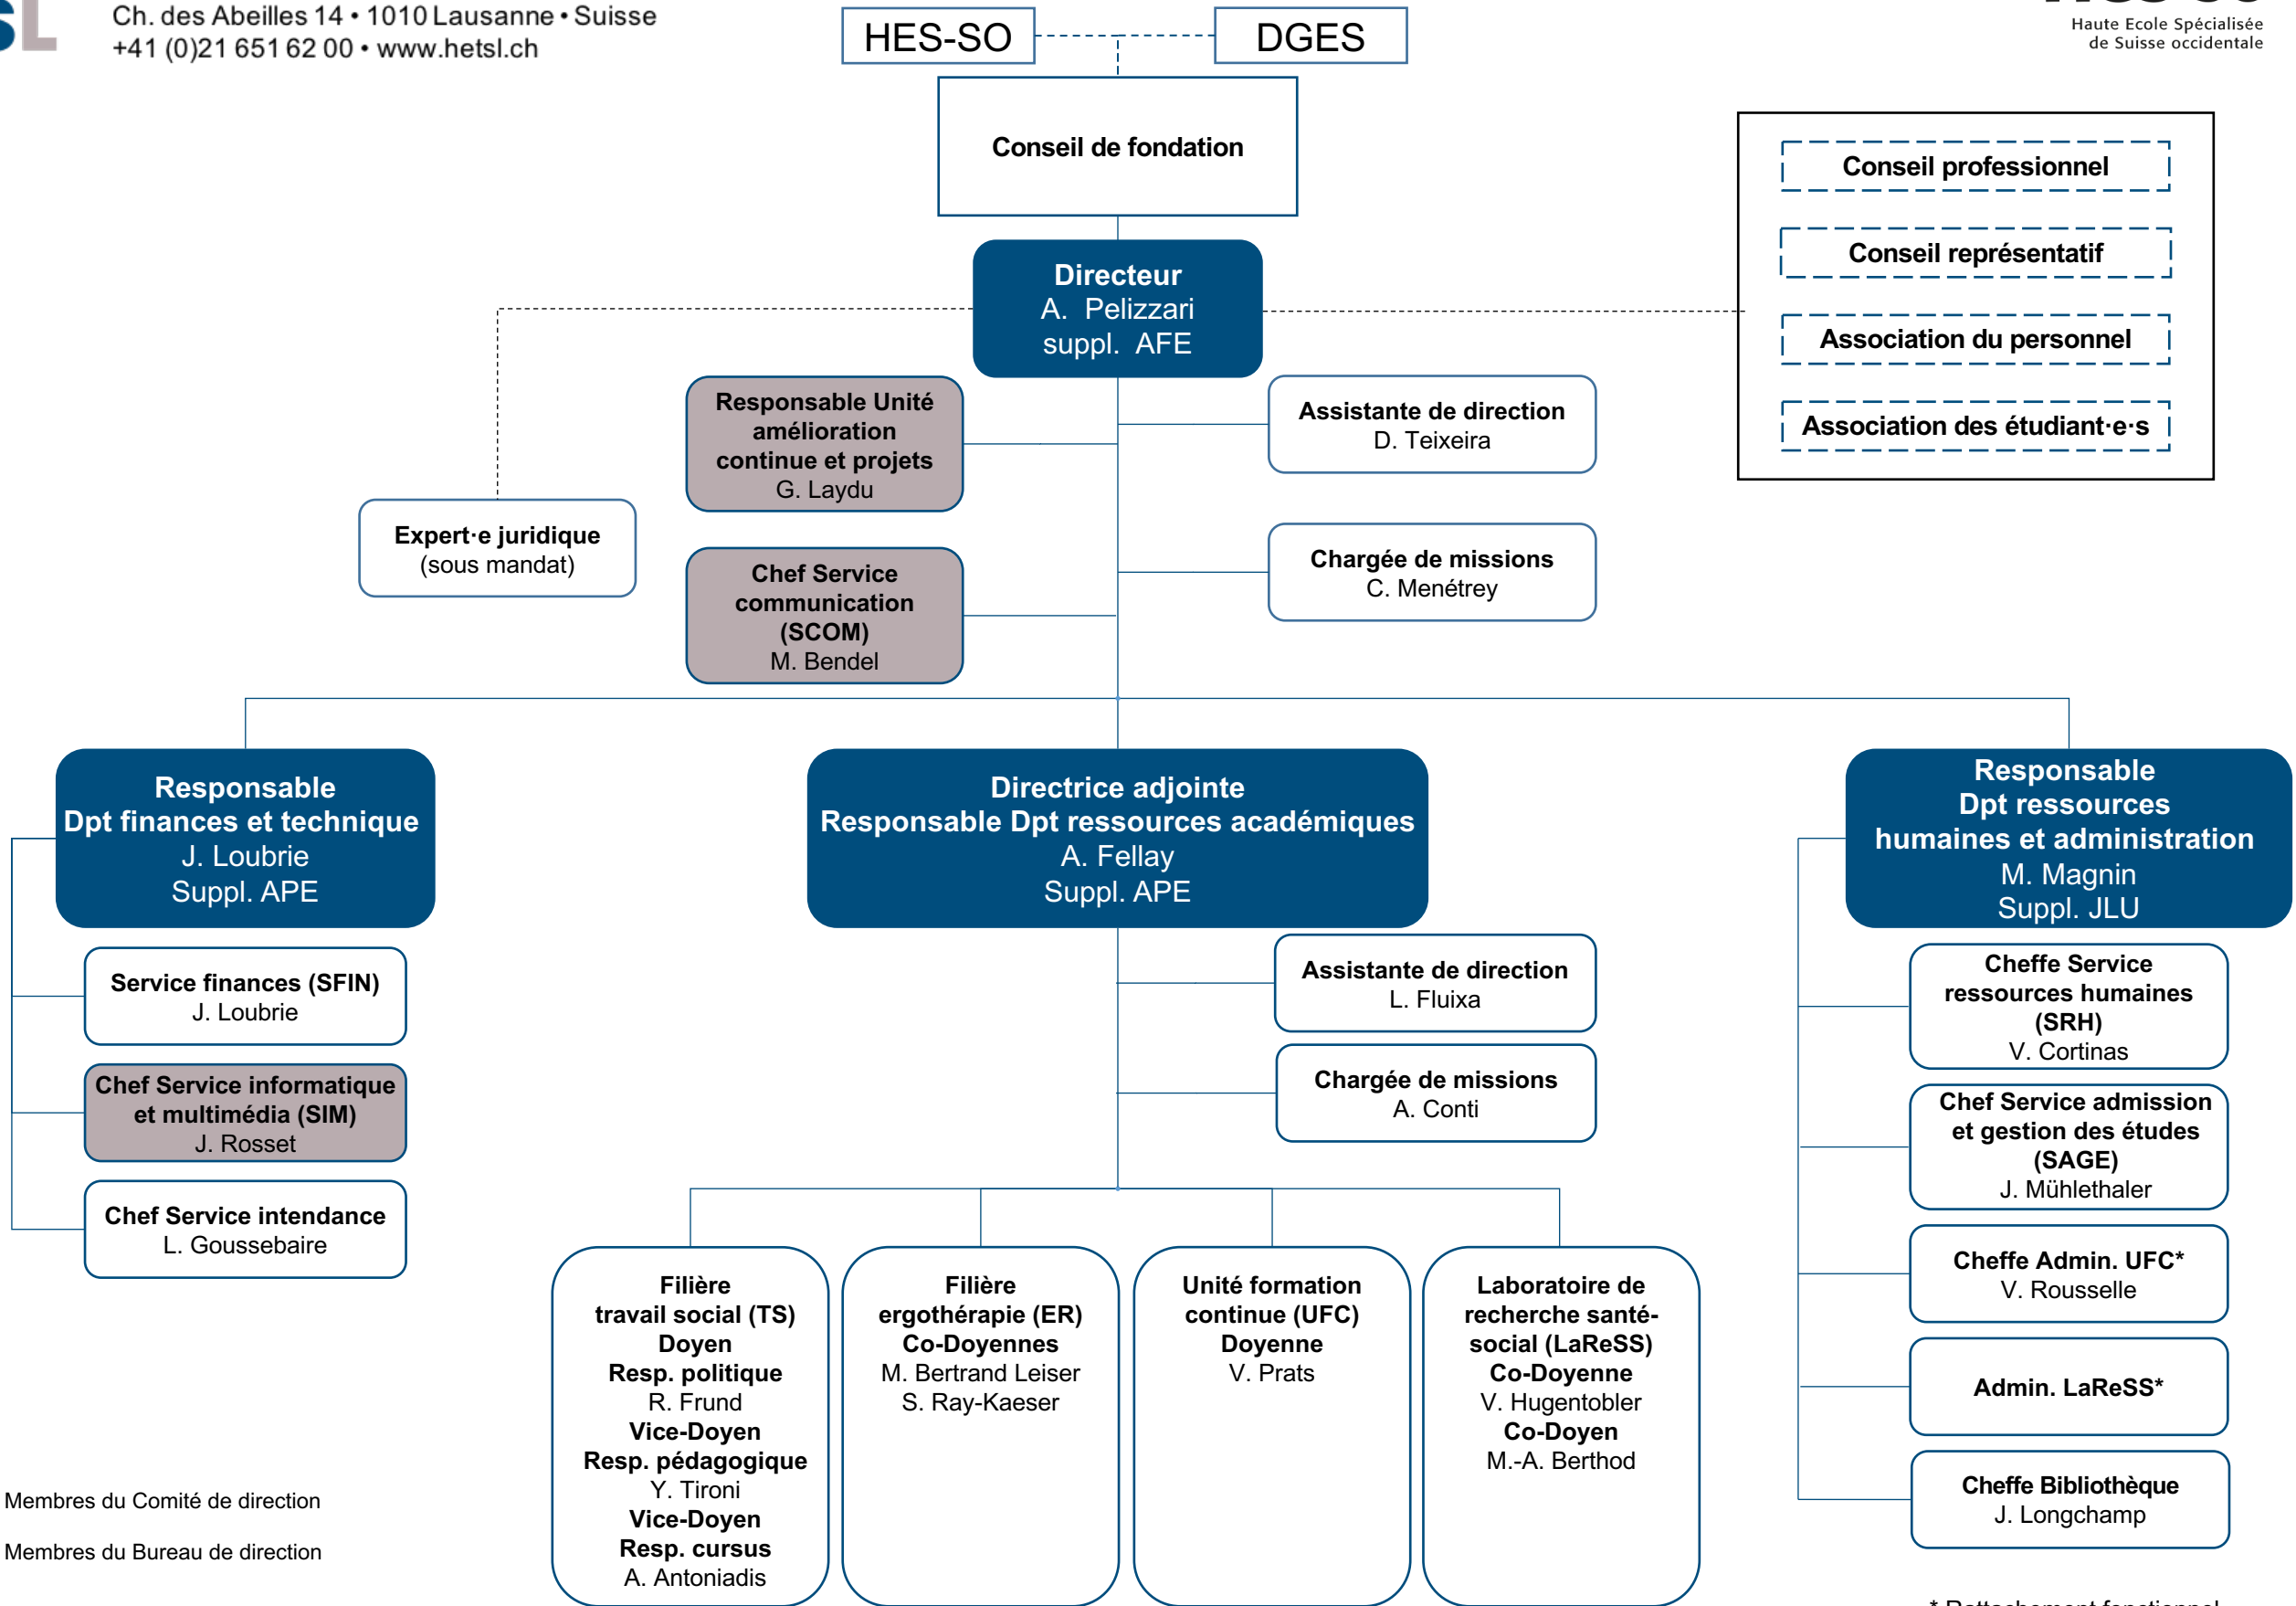 SL
Ch. des Abeilles 14 • 1010 Lausanne • Suisse
+41 (0)21 651 62 00 • www.hetsl.ch
HES-SO
DGES
Haute Ecole Spécialisée
de Suisse occidentale
Conseil de fondation
Conseil professionnel
Conseil représentatif
Association du personnel
Association des étudiant·e·s
Directeur
A. Pelizzari
suppl. AFE
Responsable Unité
amélioration
continue et projets
G. Laydu
Assistante de direction
D. Teixeira
Expert·e juridique
(sous mandat)
Chef Service
communication
(SCOM)
M. Bendel
Chargée de missions
C. Menétrey
Responsable
Dpt finances et technique
J. Loubrie
Suppl. APE
Directrice adjointe
Responsable Dpt ressources académiques
A. Fellay
Suppl. APE
Responsable
Dpt ressources
humaines et administration
M. Magnin
Suppl. JLU
Service finances (SFIN)
J. Loubrie
Chef Service informatique
et multimédia (SIM)
J. Rosset
Chef Service intendance
L. Goussebaire
Assistante de direction
L. Fluixa
Chargée de missions
A. Conti
Cheffe Service
ressources humaines
(SRH)
V. Cortinas
Chef Service admission
et gestion des études
(SAGE)
J. Mühlethaler
Cheffe Admin. UFC*
V. Rousselle
Admin. LaReSS*
Cheffe Bibliothèque
J. Longchamp
Filière
travail social (TS)
Doyen
Resp. politique
R. Frund
Vice-Doyen
Resp. pédagogique
Y. Tironi
Vice-Doyen
Resp. cursus
A. Antoniadis
Filière
ergothérapie (ER)
Co-Doyennes
M. Bertrand Leiser
S. Ray-Kaeser
Unité formation
continue (UFC)
Doyenne
V. Prats
Laboratoire de
recherche santé-
social (LaReSS)
Co-Doyenne
V. Hugentobler
Co-Doyen
M.-A. Berthod
Membres du Comité de direction
Membres du Bureau de direction
* Rattachement fonctionnel